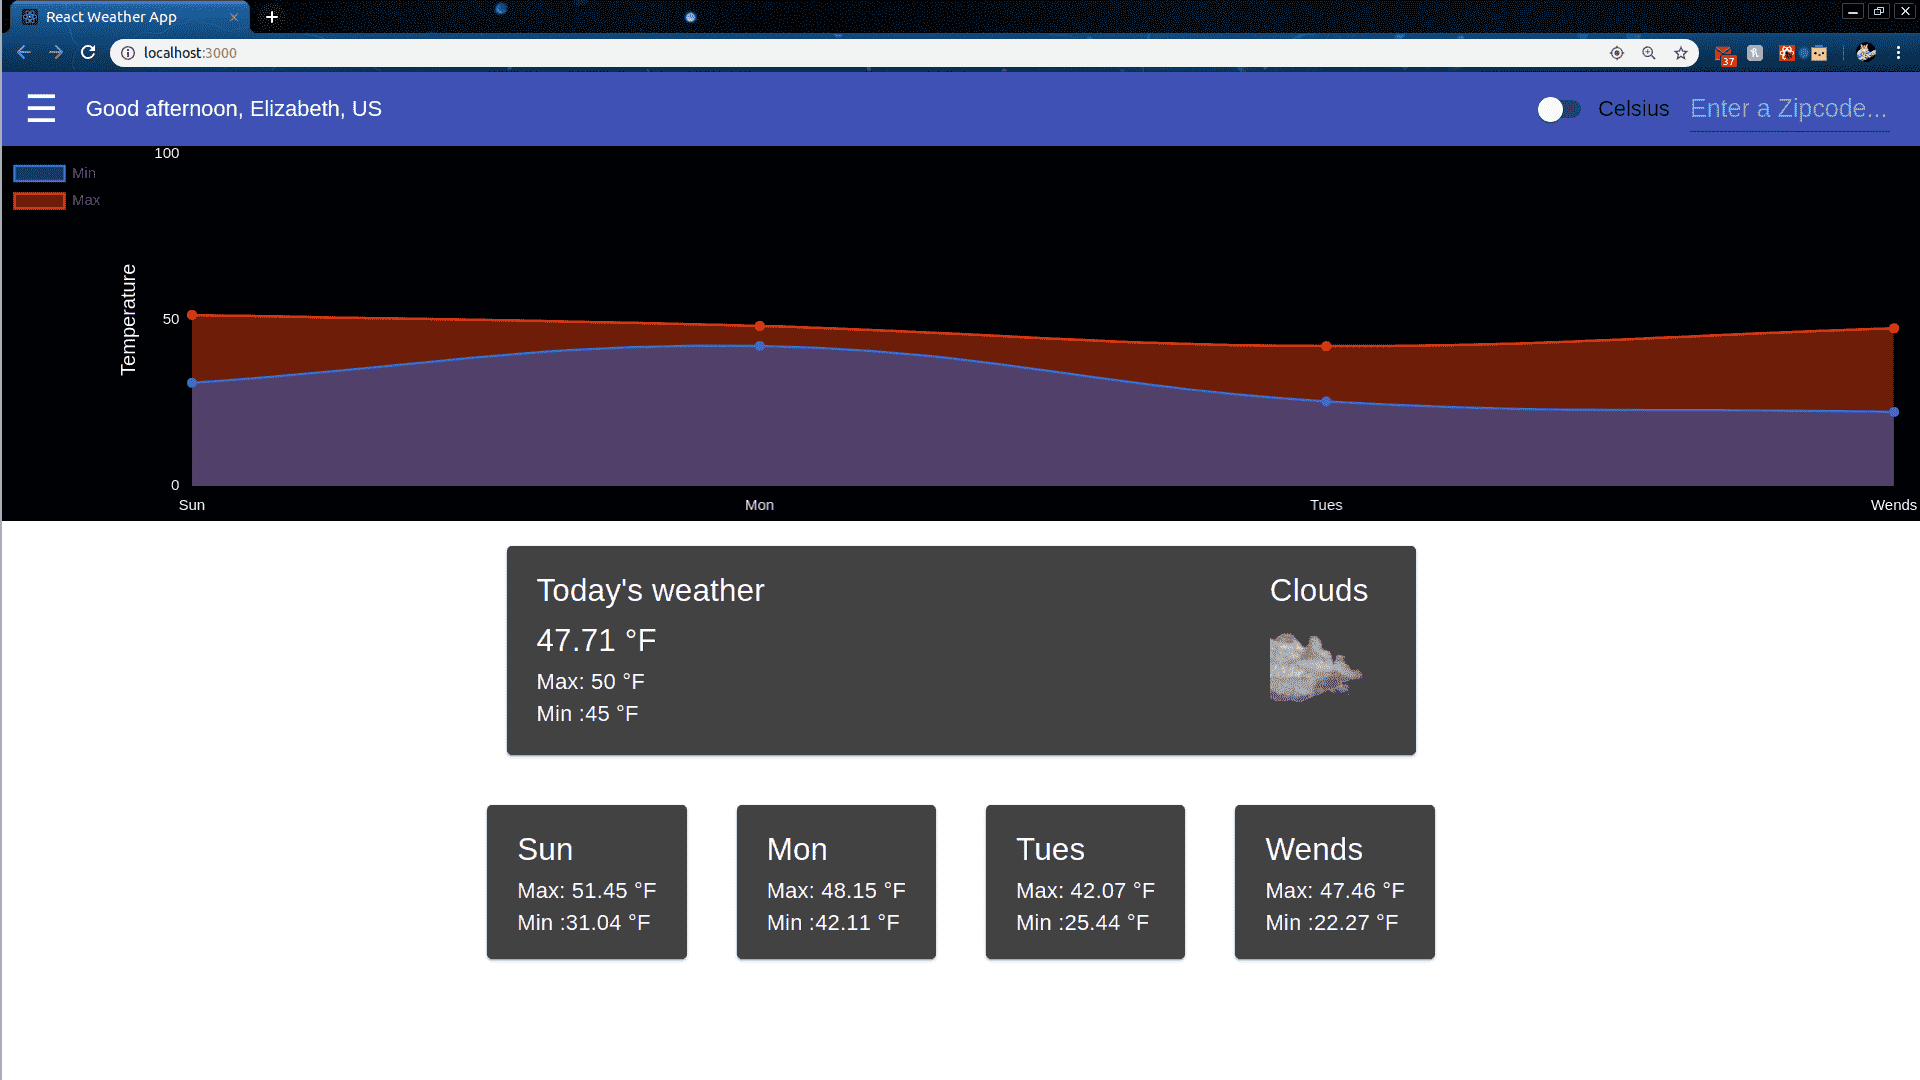 React Weather App
localhost:3000
37
Good afternoon, Elizabeth, US
Celsius
Enter a Zipcode...
Min
Max
Temperature
100
50
0
Sun
Mon
Tues
Wends
Today's weather
47.71 °F
Max: 50 °F
Min :45 °F
Clouds
Sun
Max: 51.45 °F
Min :31.04 °F
Mon
Max: 48.15 °F
Min :42.11 °F
Tues
Max: 42.07 °F
Min :25.44 °F
Wends
Max: 47.46 °F
Min :22.27 °F